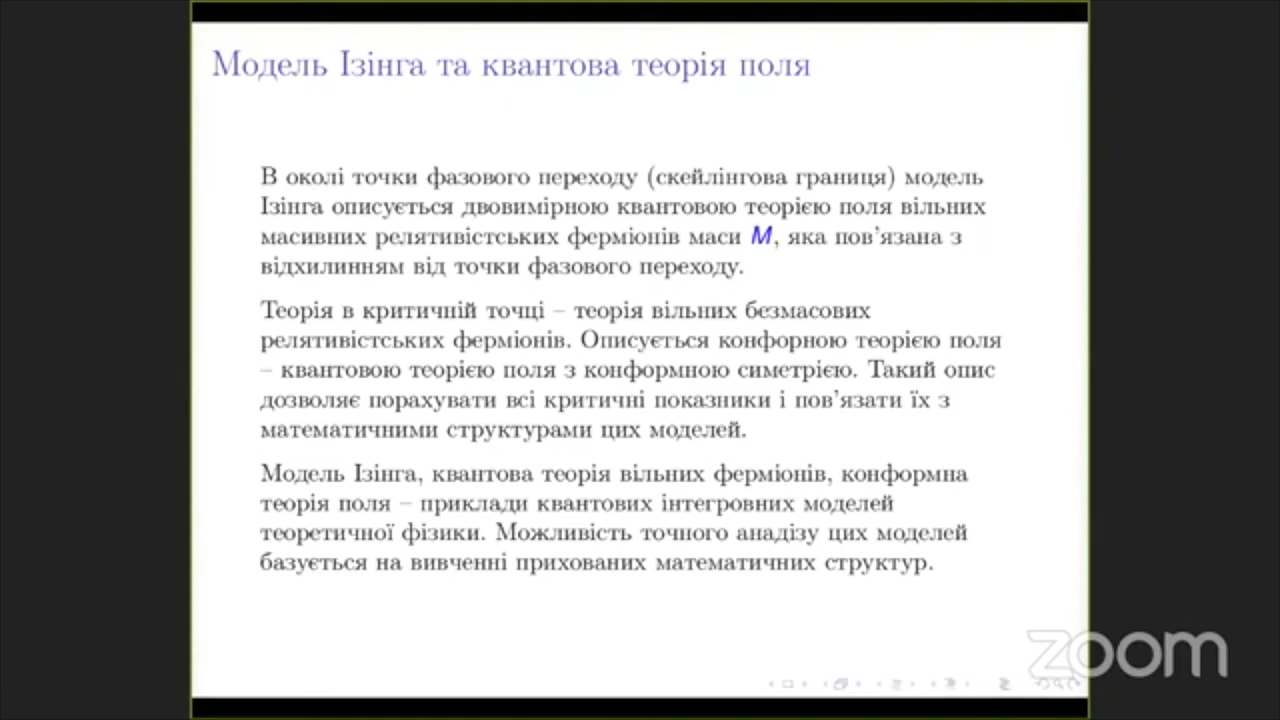 Модель Ізінга та квантова теорія поля
В околі точки фазового переходу (скейлінгова границя) модель
Ізінга описується двовимірною квантовою теорією поля вільних
масивних релятивістських ферміонів маси M, яка пов'язана з
відхилинням від точки фазового переходу.
Теорія в критичній точці – теорія вільних безмасових
релятивістських ферміонів. Описується конфорною теорією поля
– квантовою теорією поля з конформною симетрією. Такий опис
дозволяє порахувати всі критичні показники і пов'язати їх з
математичними структурами цих моделей.
Модель Ізінга, квантова теорія вільних ферміонів, конформна
теорія поля – приклади квантових інтегровних моделей
теоретичної фізики. Можливість точного анадізу цих моделей
базується на вивченні прихованих математичних структур.
zoom